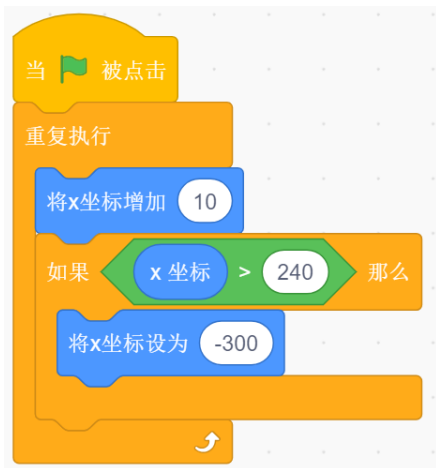 当 被点击
重复执行
将x坐标增加 10
如果 x 坐标 > 240 那么
将x坐标设为 -300